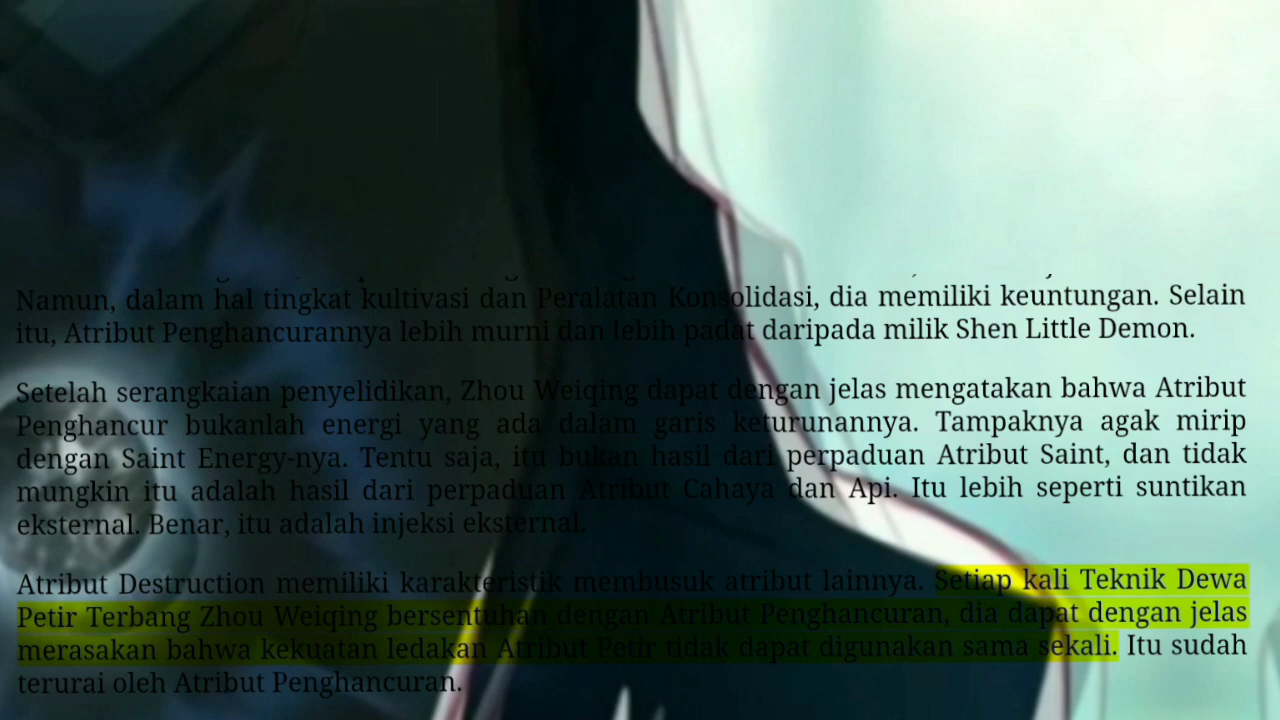 Namun, dalam hal tingkat kultivasi dan Peralatan Konsolidasi, dia memiliki keuntungan. Selain
itu, Atribut Penghancurannya lebih murni dan lebih padat daripada milik Shen Little Demon.
Setelah serangkaian penyelidikan, Zhou Weiqing dapat dengan jelas mengatakan bahwa Atribut
Penghancur bukanlah energi yang ada dalam garis keturunannya. Tampaknya agak mirip
dengan Saint Energy-nya. Tentu saja, itu bukan hasil dari perpaduan Atribut Saint, dan tidak
mungkin itu adalah hasil dari perpaduan Atribut Cahaya dan Api. Itu lebih seperti suntikan
eksternal. Benar, itu adalah injeksi eksternal.
Atribut Destruction memiliki karakteristik membusuk atribut lainnya. Setiap kali Teknik Dewa
Petir Terbang Zhou Weiqing bersentuhan dengan Atribut Penghancuran, dia dapat dengan jelas
merasakan bahwa kekuatan ledakan Atribut Petir tidak dapat digunakan sama sekali. Itu sudah
terurai oleh Atribut Penghancuran.